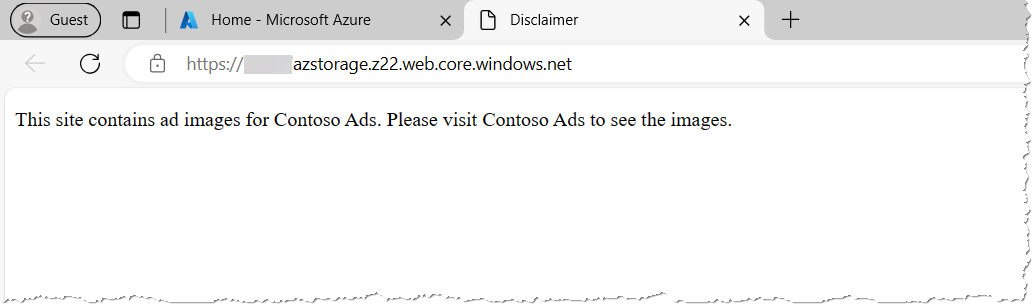 Guest
Home - Microsoft Azure
Disclaimer
https://azstorage.z22.web.core.windows.net
This site contains ad images for Contoso Ads. Please visit Contoso Ads to see the images.